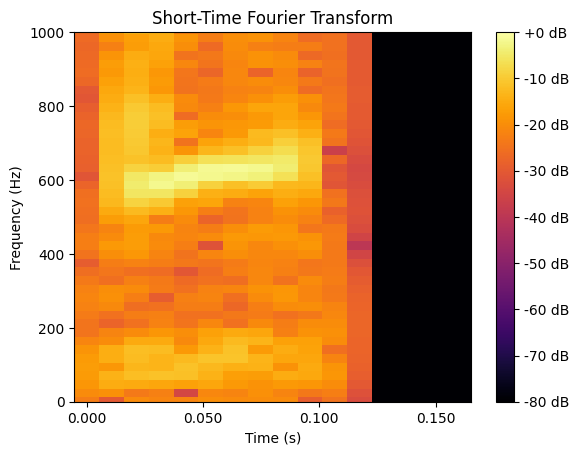 Short-Time Fourier Transform
1000
800
600
400
200
0
Frequency (Hz)
0.000
0.050
0.100
0.150
Time (s)
+0 dB
-10 dB
-20 dB
-30 dB
-40 dB
-50 dB
-60 dB
-70 dB
-80 dB